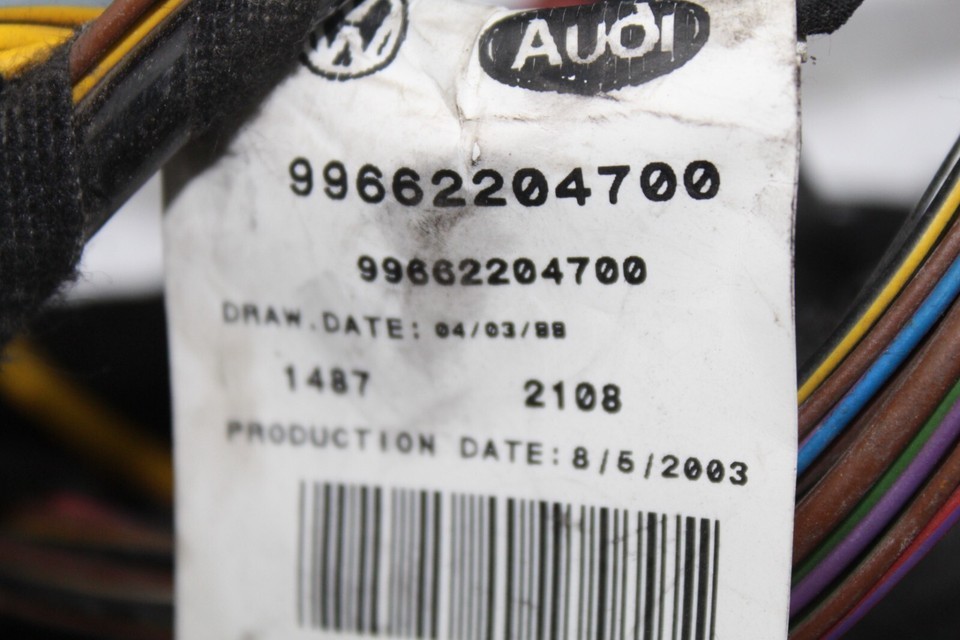 AUDI
99662204700
99662204700
DRAW.DATE: 04/03/98
1487 2108
PRODUCTION DATE:8/5/2003